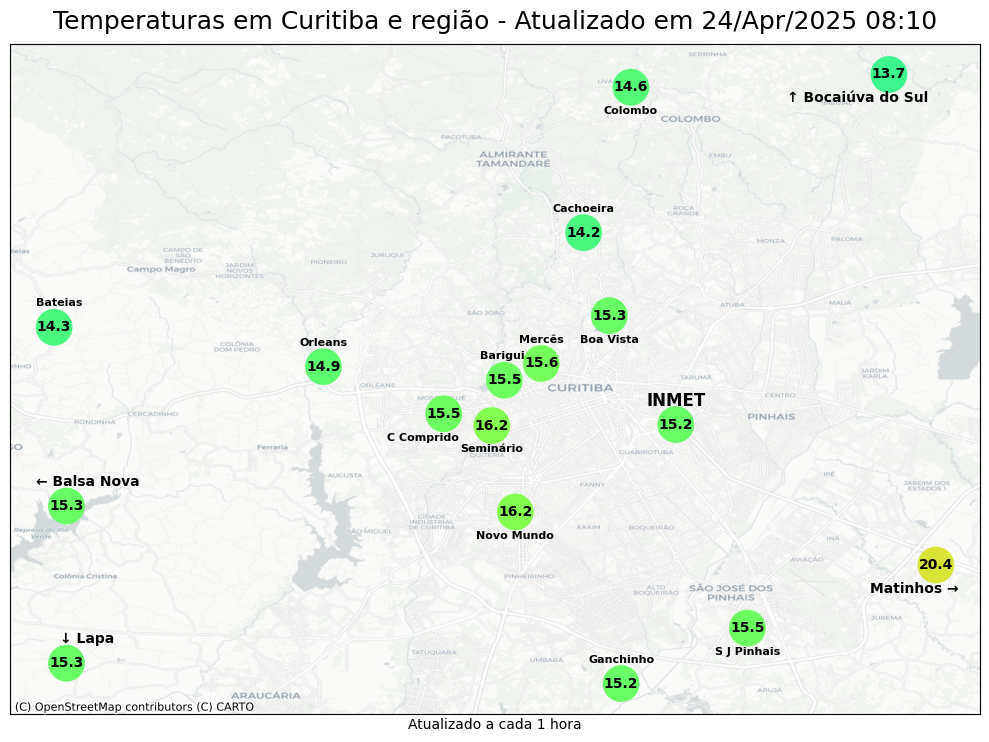 Temperaturas em Curitiba e região - Atualizado em 24/Apr/2025 08:10
SERRINHA
13.7
↑ Bocaiúva do Sul
14.6
Colombo
COLOMBO
PACOTUBA
ALMIRANTE
TAMANDARÉ
EMBU
Cachoeira
14.2
ROÇA
GRANDE
MONZA
PALOMA
CAMPO DE
SÃO
BENEDITO
Campo Magro
JARDIM
NOVOS
HORIZONTES
PIONEIRO
JURUQUI
Bateias
14.3
ATUBA
MAUÁ
SÃO JOÃO
15.3
Boa Vista
COLÔNIA
DOM PEDRO
Orleans
14.9
ORLEANS
Mercês
15.6
Barigui
15.5
CURITIBA
TARUMÃ
JARDIM
KARLA
CENTRO
PINHAIS
INMET
15.2
15.5
C Comprido
16.2
Seminário
CERCADINHO
RONDINHA
Ferraria
GUABIROTUBA
AUGUSTA
FANNY
IPÊ
JARDIM DOS
ESTADOS I
← Balsa Nova
15.3
Represa do Rio
Verde
16.2
Novo Mundo
CIDADE
INDUSTRIAL
DE CURITIBA
SÃO MIGUEL
XAXIM
BOQUEIRÃO
INÁ
AVIAÇÃO
20.4
Matinhos →
Colônia Cristina
PINHEIRINHO
ALTO
BOQUEIRÃO
SÃO JOSÉ DOS
PINHAIS
JUREMA
15.5
S J Pinhais
↓ Lapa
15.3
TATUQUARA
UMBARÁ
Ganchinho
15.2
ARUJÁ
ARAUCÁRIA
(C) OpenStreetMap contributors (C) CARTO
Atualizado a cada 1 hora